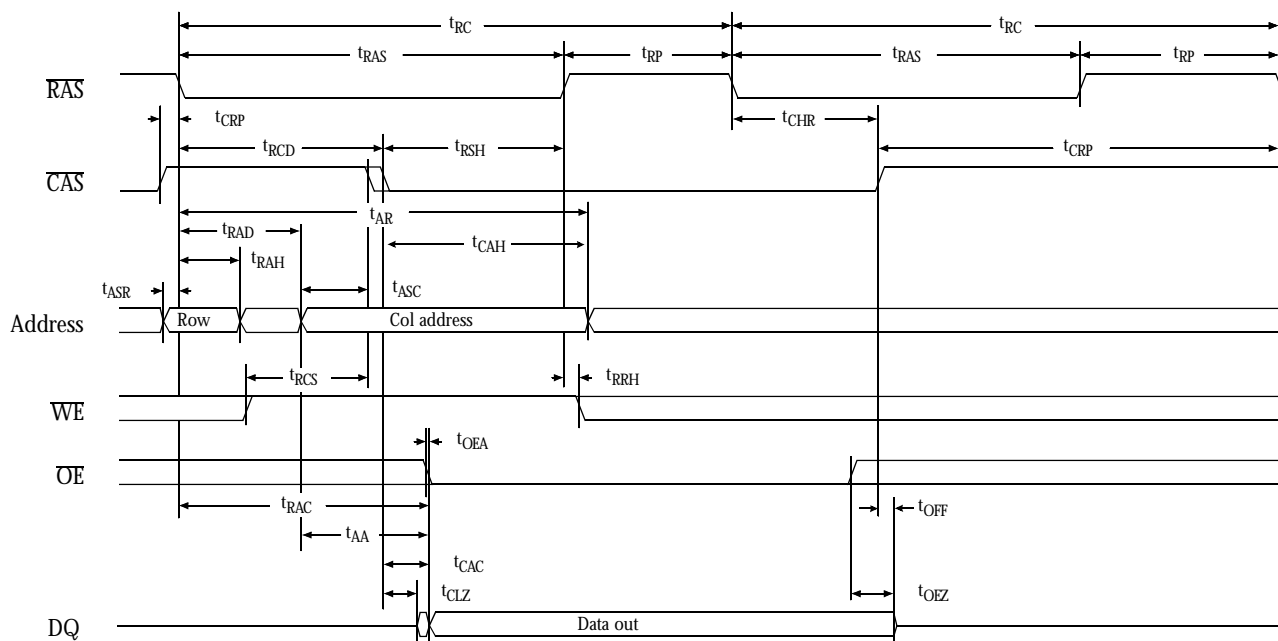 tRC tRC
tRAS tRP tRAS tRP
RAS
tCRP tCHR
tRCD tRSH tCRP
CAS
tAR
tRAD tCAH
tRAH
tASR tASC
Address Row Col address
tRCS tRRH
WE
tOEA
OE
tRAC tOFF
tAA
tCAC
tCLZ tOEZ
DQ Data out